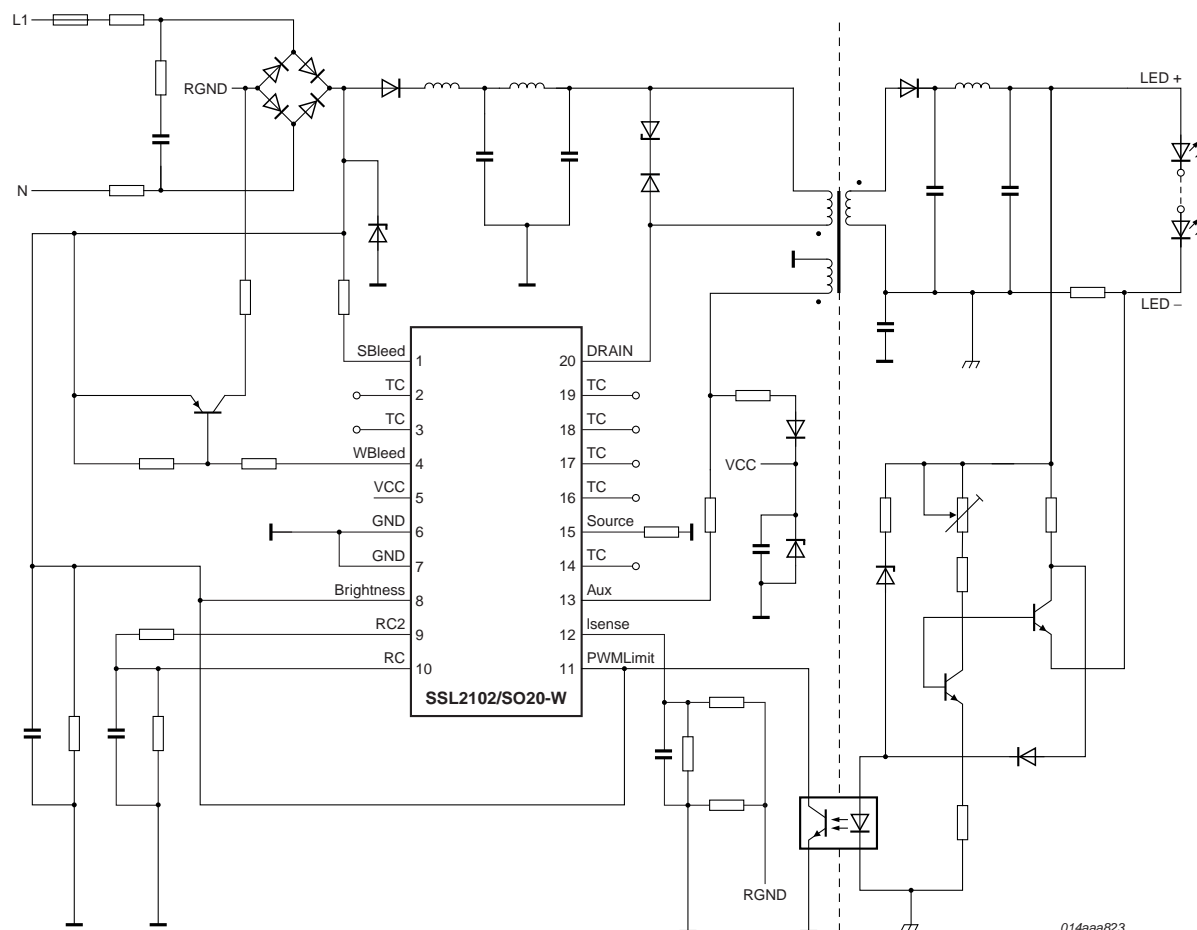 L1
RGND
N
LED +
LED –
SBleed
1
TC
2
TC
3
WBleed
4
VCC
5
GND
6
GND
7
Brightness
8
RC2
9
RC
10
20
DRAIN
19
TC
18
TC
17
TC
16
TC
15
Source
14
TC
13
Aux
12
Isense
11
PWMLimit
SSL2102/SO20-W
VCC
RGND
014aaa823